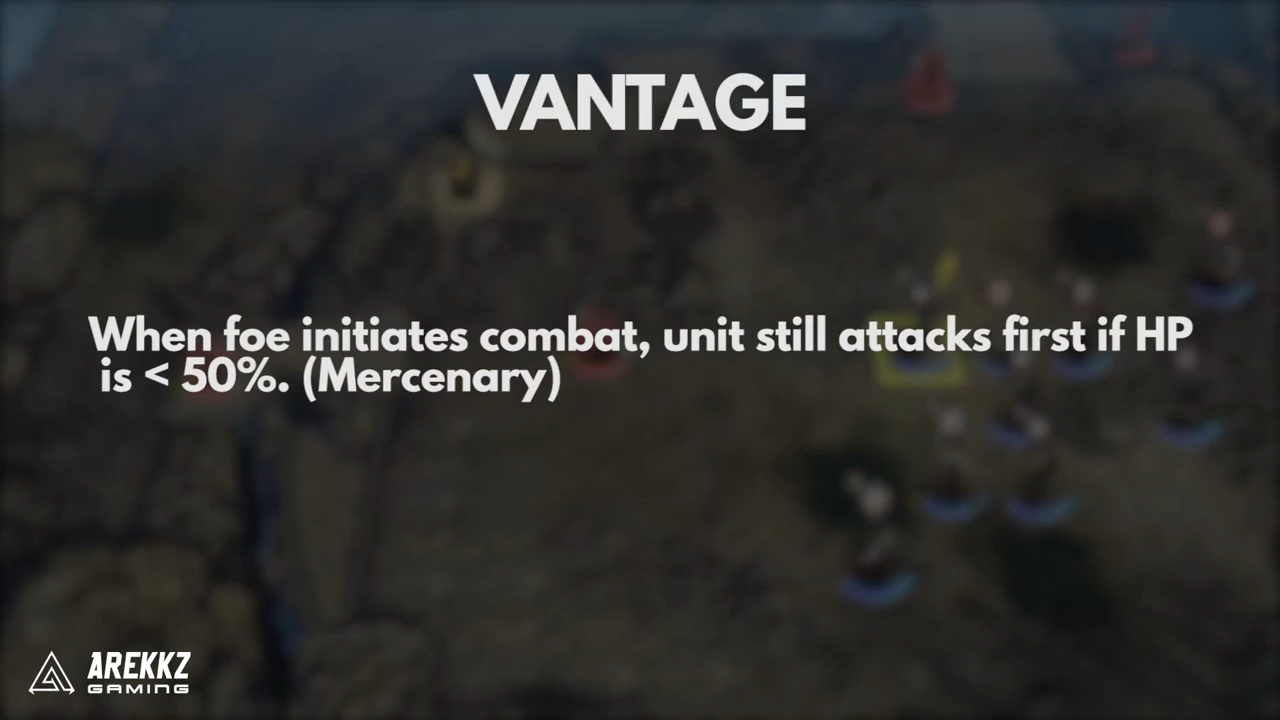 VANTAGE
When foe initiates combat, unit still attacks first if HP
is < 50%. (Mercenary)
AREKKZ
GAMING